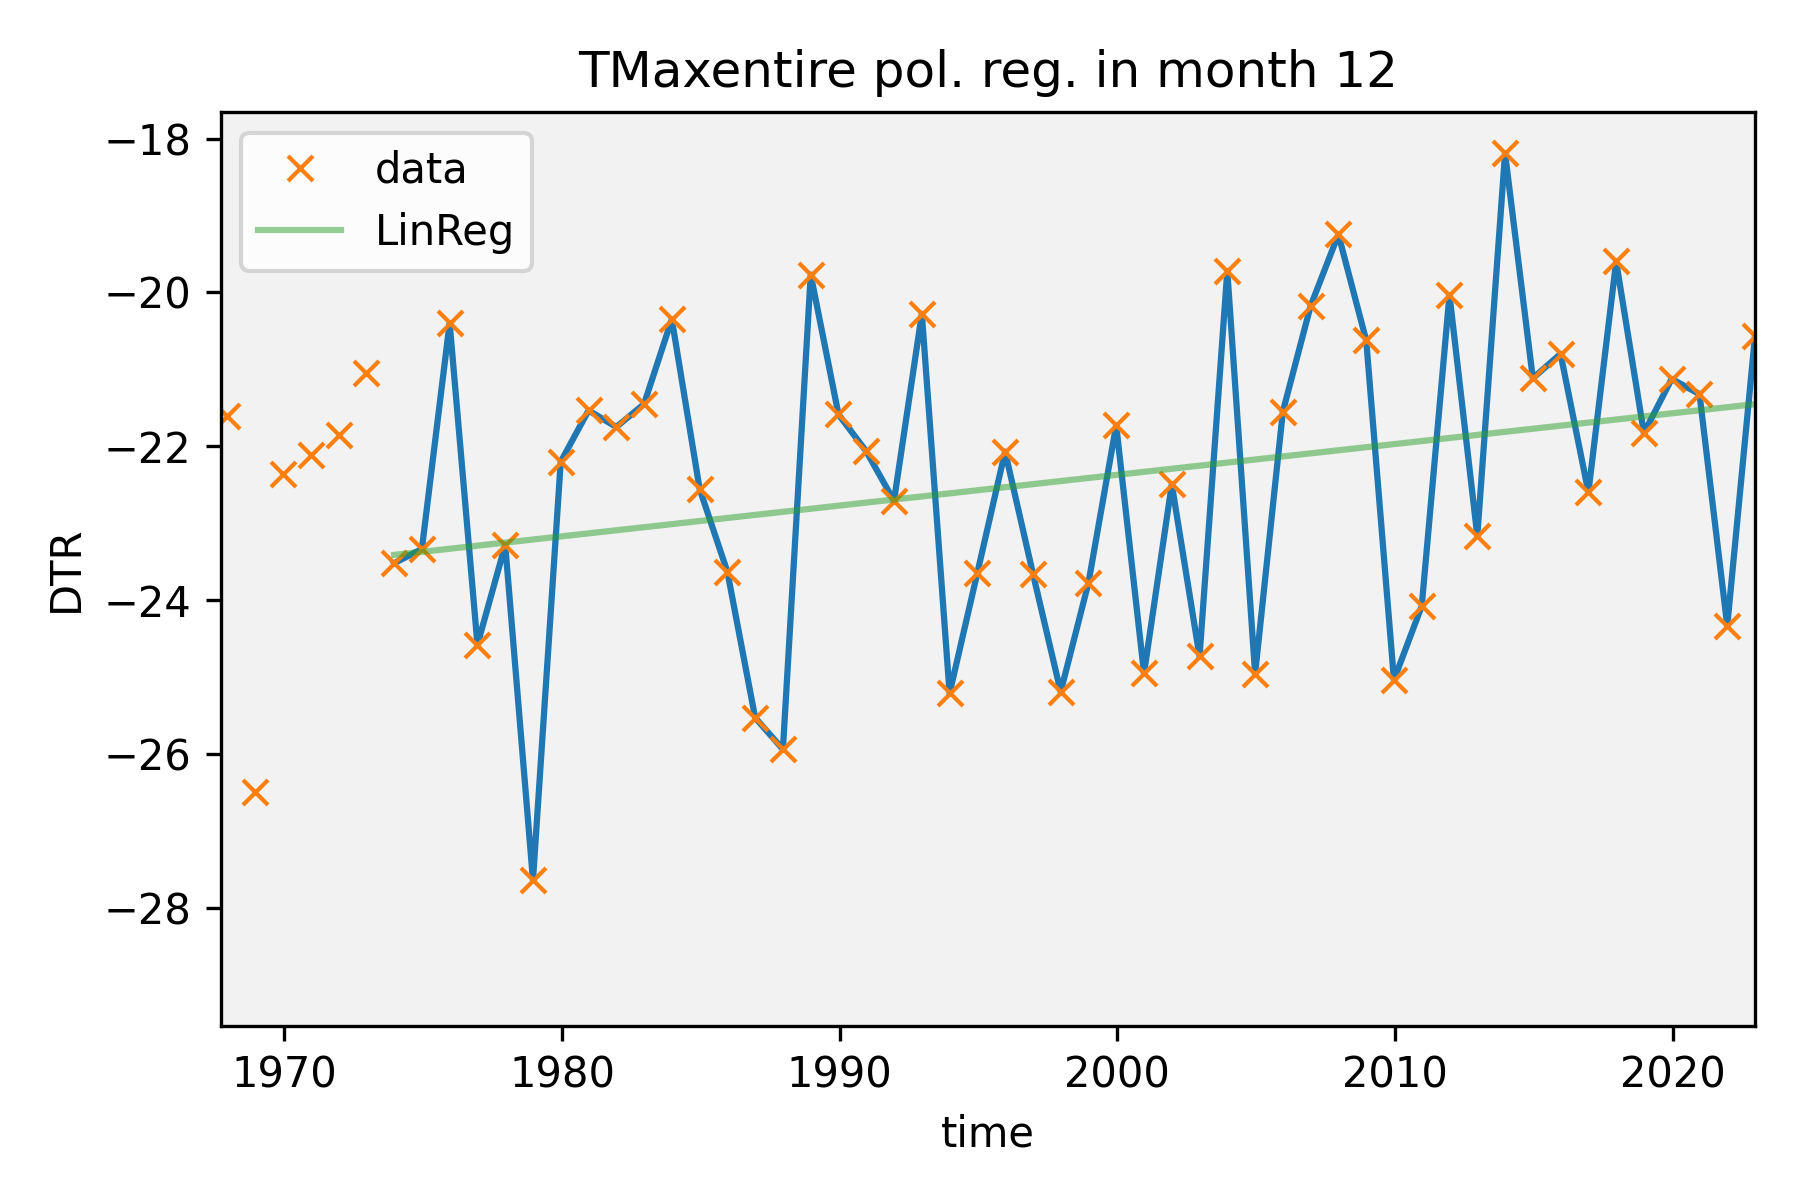 TMaxentire pol. reg. in month 12
data
LinReg
DTR
−18
−20
−22
−24
−26
−28
1970 1980 1990 2000 2010 2020
time